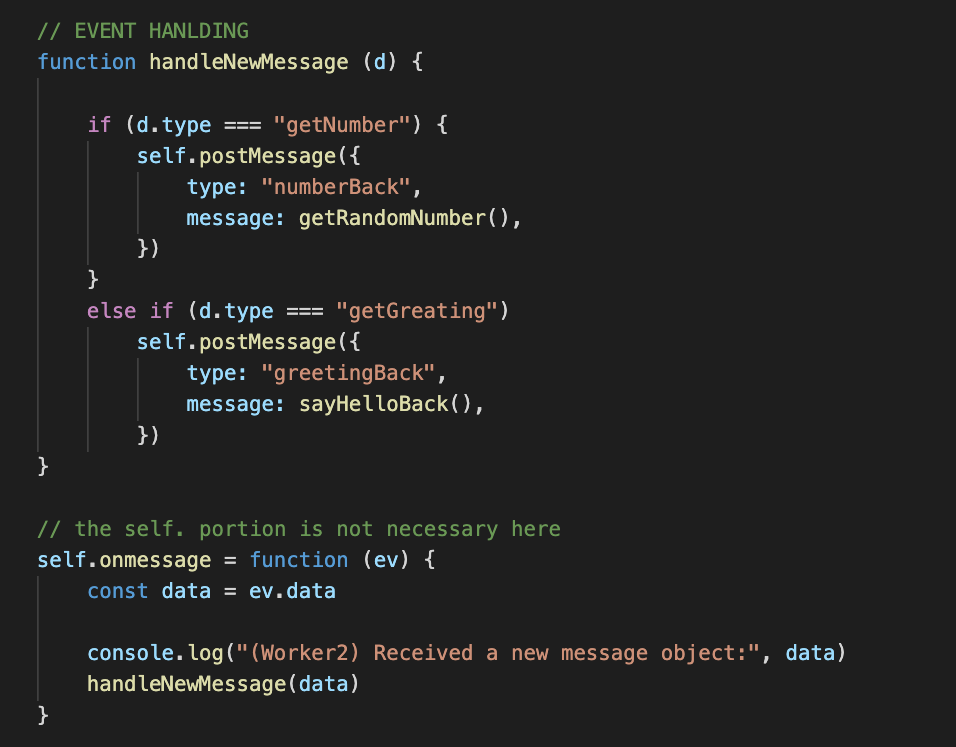 // EVENT HANLDING
function handleNewMessage (d) {
if (d.type === "getNumber") {
self.postMessage({
type: "numberBack",
message: getRandomNumber(),
})
}
else if (d.type === "getGreating")
self.postMessage({
type: "greetingBack",
message: sayHelloBack(),
})
}
// the self. portion is not necessary here
self.onmessage = function (ev) {
const data = ev.data
console.log("(Worker2) Received a new message object:", data)
handleNewMessage(data)
}